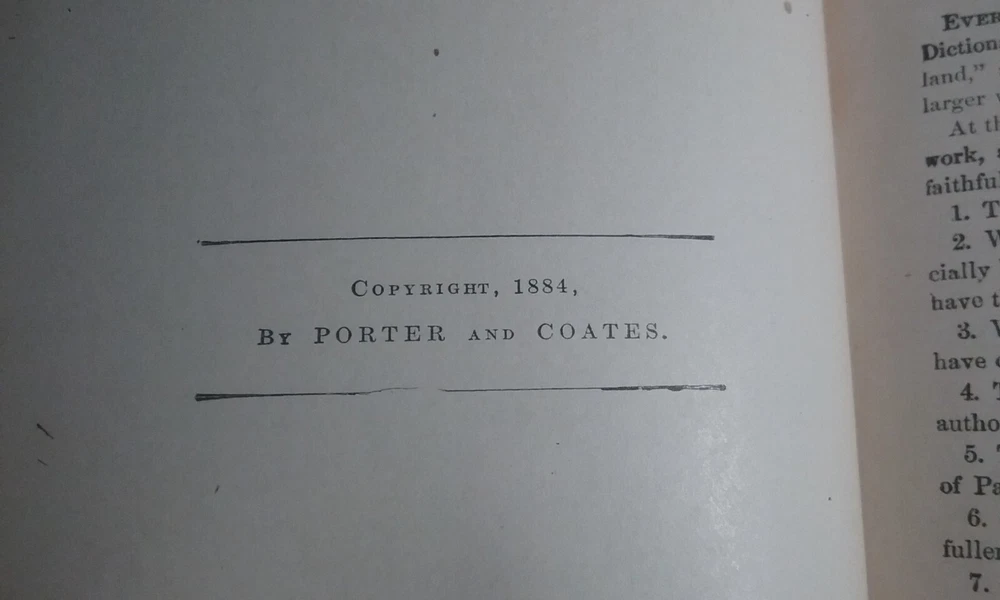 COPYRIGHT, 1884,
BY PORTER AND COATES.
EVER
Diction
land,”
larger
At th
work,
faithfu
1. T
2. W
cially
have t
3.
have
4. T
autho
5.
of Pa
6.
fuller
7.